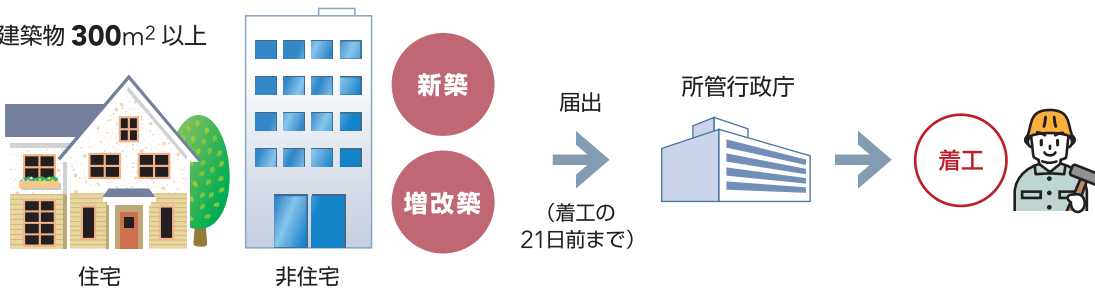 建築物 300m² 以上
住宅
非住宅
新築
増改築
届出
（着工の
21日前まで）
所管行政庁
着工